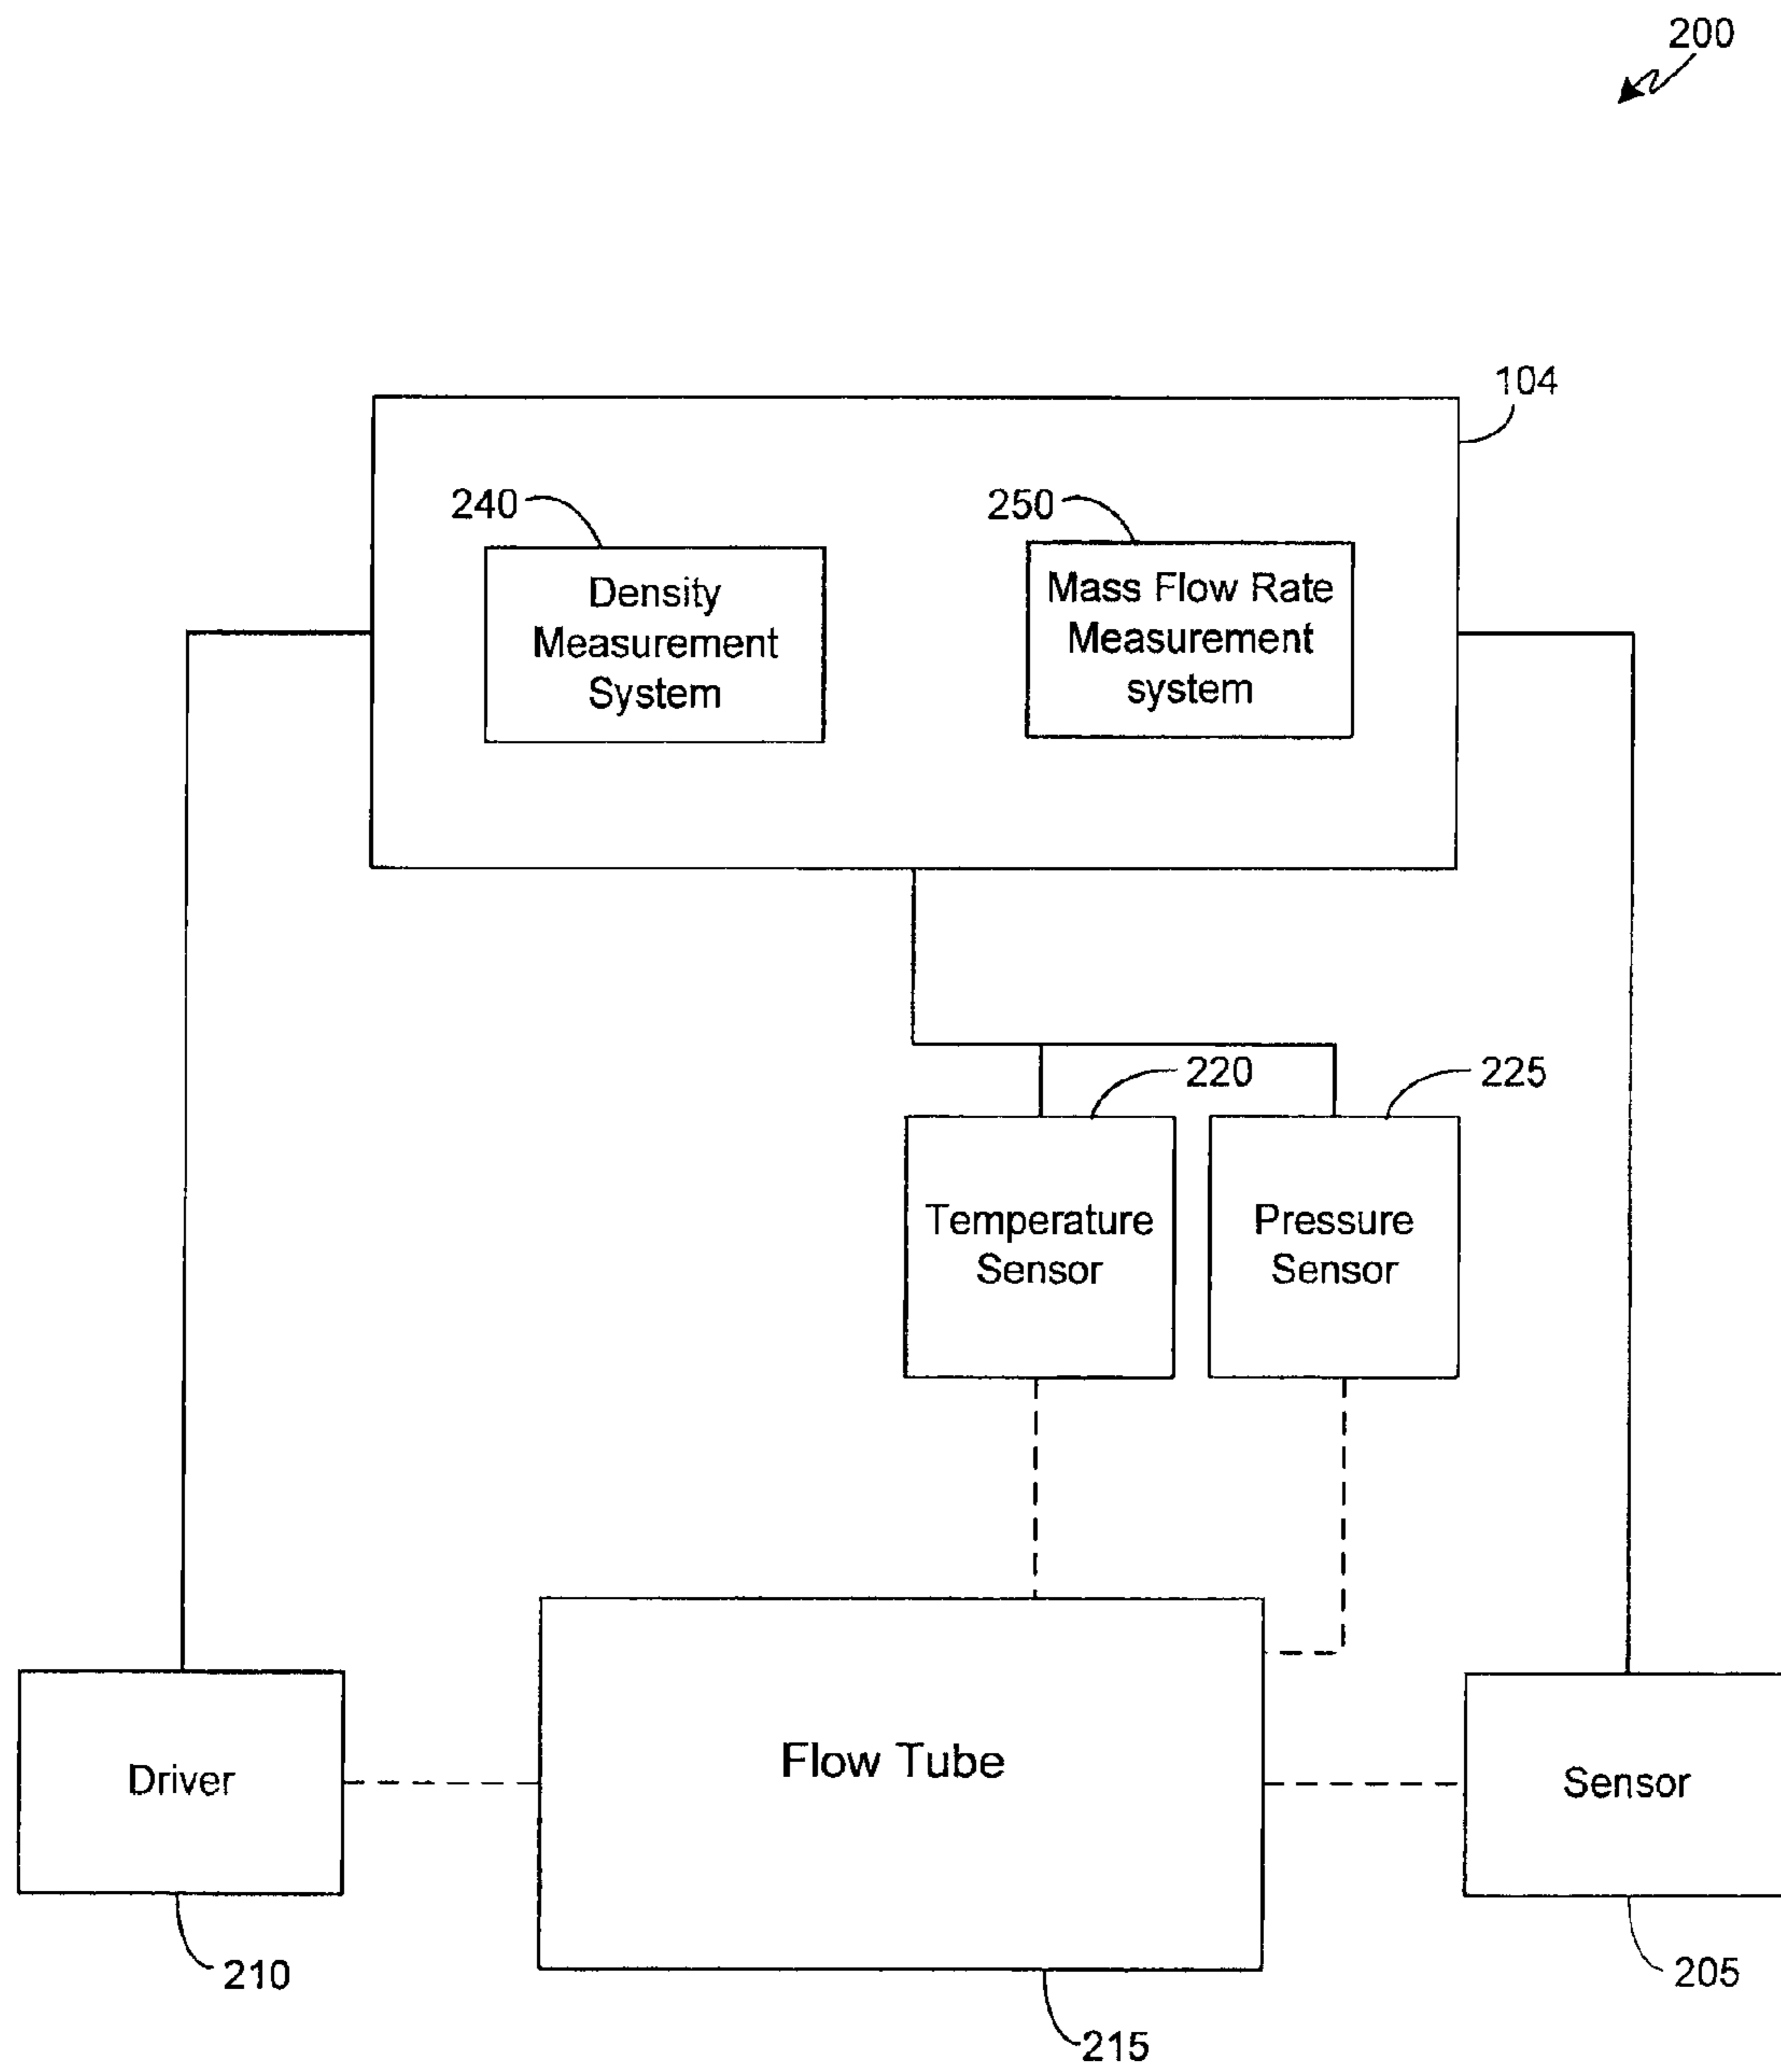 200
104
240
250
Density
Measurement
System
Mass Flow Rate
Measurement
system
220
225
Temperature
Sensor
Pressure
Sensor
Driver
Flow Tube
Sensor
210
215
205